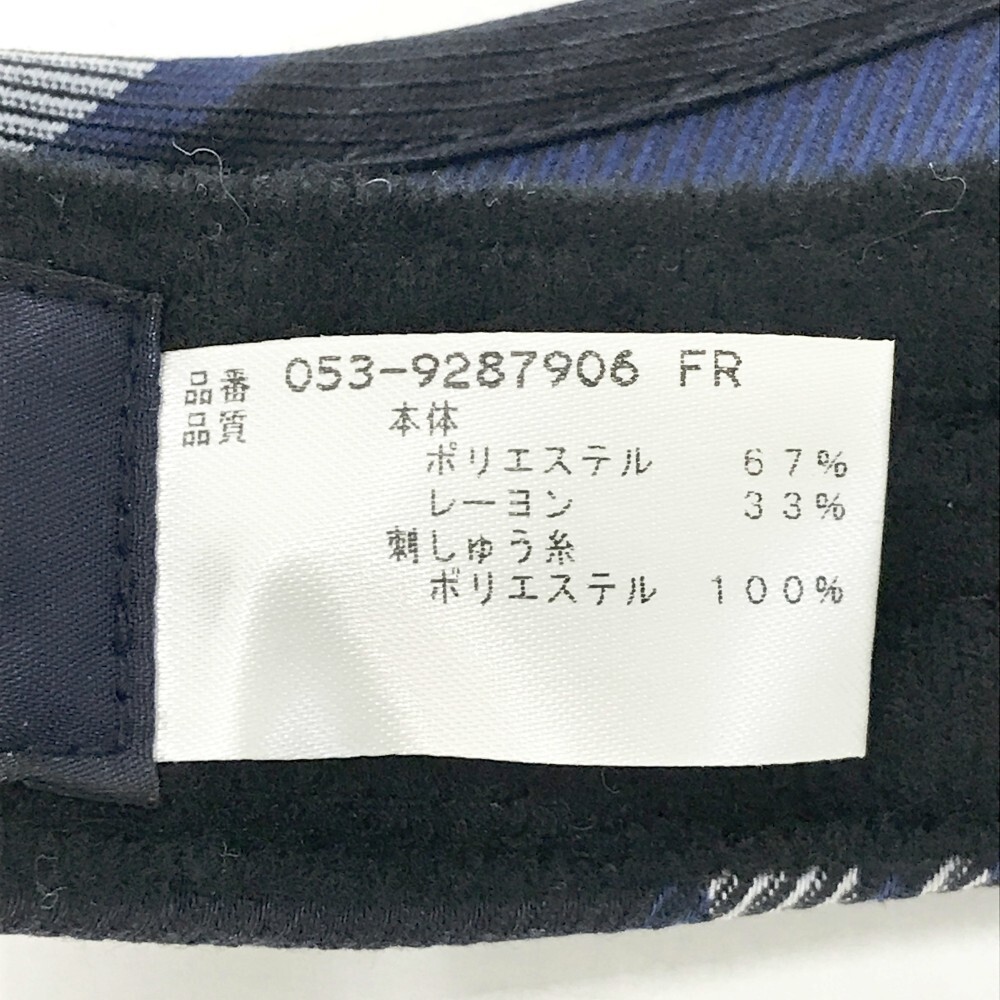 品番 053-9287906 FR
品質 本体
ポリエステル 67%
レーヨン 33%
刺しゅう糸
ポリエステル 100%